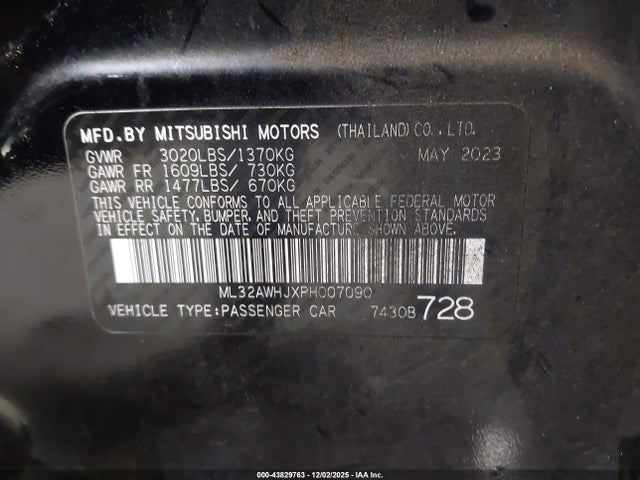 MFD.BY MITSUBISHI MOTORS (THAILAND) CO., LTD.
GVWR 3020LBS/1370KG MAY 2023
GAWR FR 1609LBS/ 730KG
GAWR RR 1477LBS/ 670KG
THIS VEHICLE CONFORMS TO ALL APPLICABLE FEDERAL MOTOR
VEHICLE SAFETY, BUMPER, AND THEFT PREVENTION STANDARDS
IN EFFECT ON THE DATE OF MANUFACTURE SHOWN ABOVE.
ML32AWHJXPH007090
VEHICLE TYPE:PASSENGER CAR 7430B 728
000-43829763 - 12/02/2025 - IAA Inc.